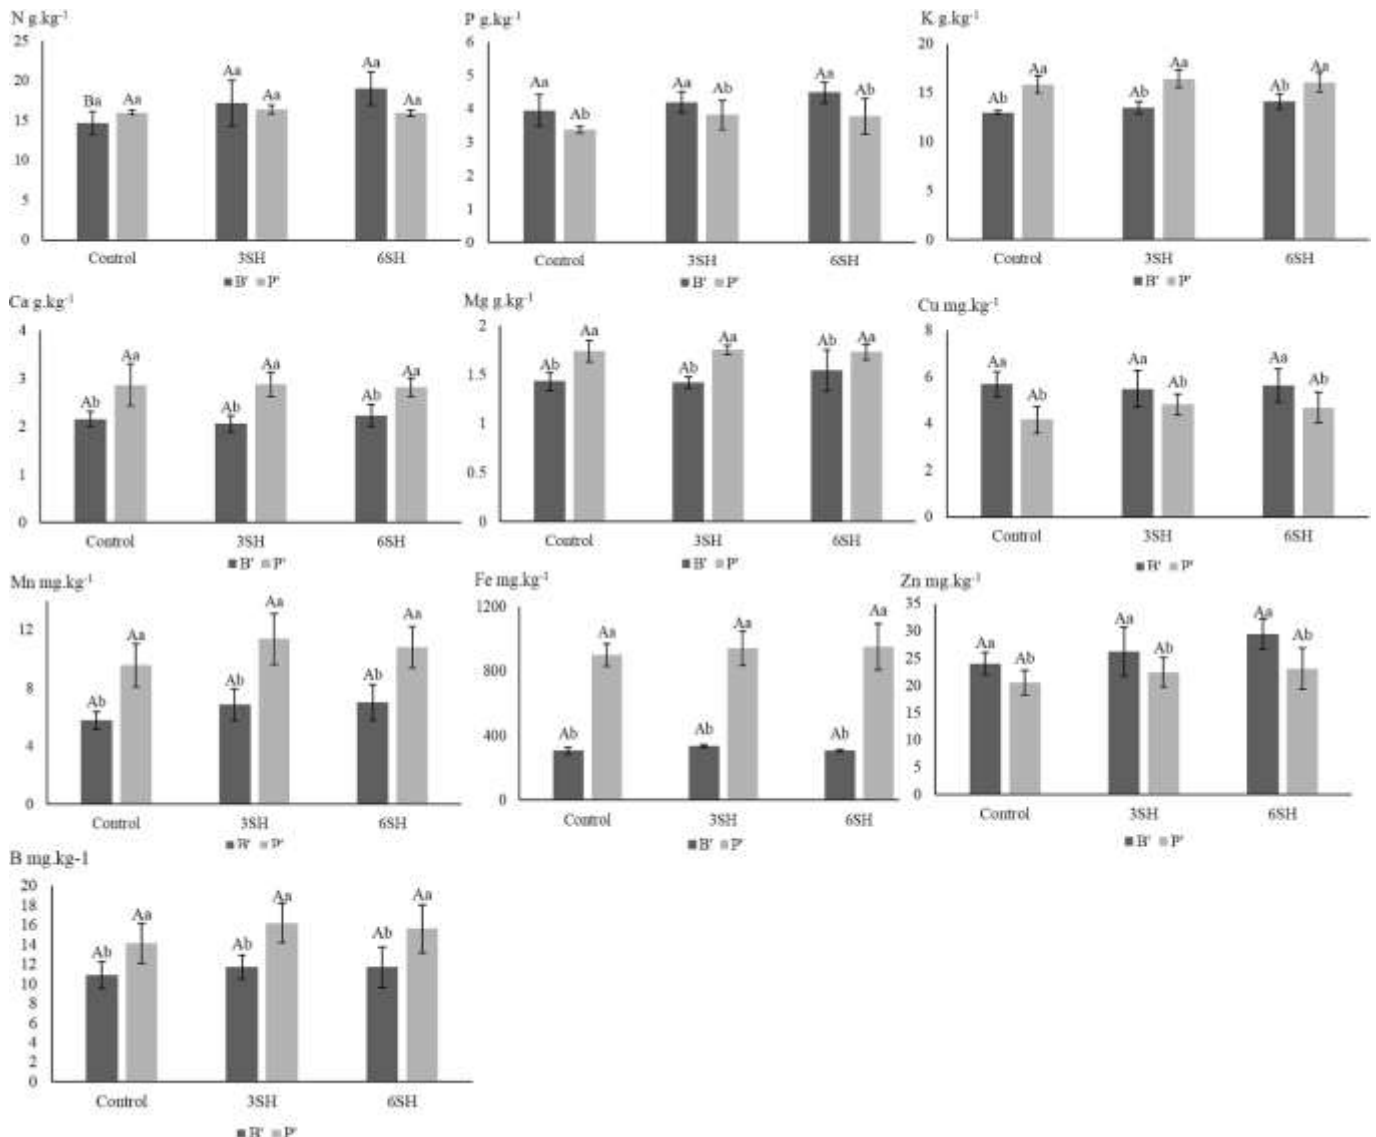 N g.kg-1
25
20
15
10
5
0
Ba Aa Aa Aa Aa Aa
Control 3SH 6SH
B' P'
P g.kg-1
6
5
4
3
2
1
0
Aa Ab Aa Ab Aa Ab
Control 3SH 6SH
B' P'
K g.kg-1
20
15
10
5
0
Ab Aa Ab Aa Ab Aa
Control 3SH 6SH
B' P'
Ca g.kg-1
4
3
2
1
0
Ab Aa Ab Aa Ab Aa
Control 3SH 6SH
B' P'
Mg g.kg-1
2
1.5
1
0.5
0
Ab Aa Ab Aa Ab Aa
Control 3SH 6SH
B' P'
Cu mg.kg-1
8
6
4
2
0
Aa Ab Aa Ab Aa Ab
Control 3SH 6SH
B' P'
Mn mg.kg-1
12
8
4
0
Ab Aa Ab Aa Ab Aa
Control 3SH 6SH
B' P'
Fe mg.kg-1
1200
800
400
0
Ab Aa Ab Aa Ab Aa
Control 3SH 6SH
B' P'
Zn mg.kg-1
35
30
25
20
15
10
5
0
Aa Ab Aa Ab Aa Ab
Control 3SH 6SH
B' P'
B mg.kg-1
20
18
16
14
12
10
8
6
4
2
0
Ab Aa Ab Aa Ab Aa
Control 3SH 6SH
B' P'